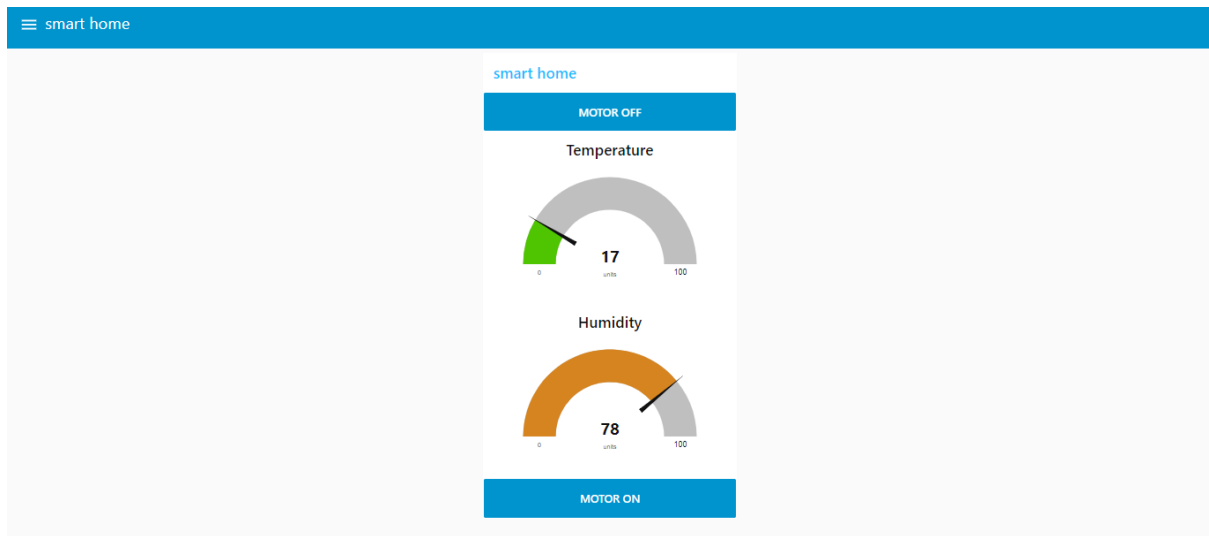 smart home
smart home
MOTOR OFF
Temperature
17
0 units 100
Humidity
78
0 units 100
MOTOR ON